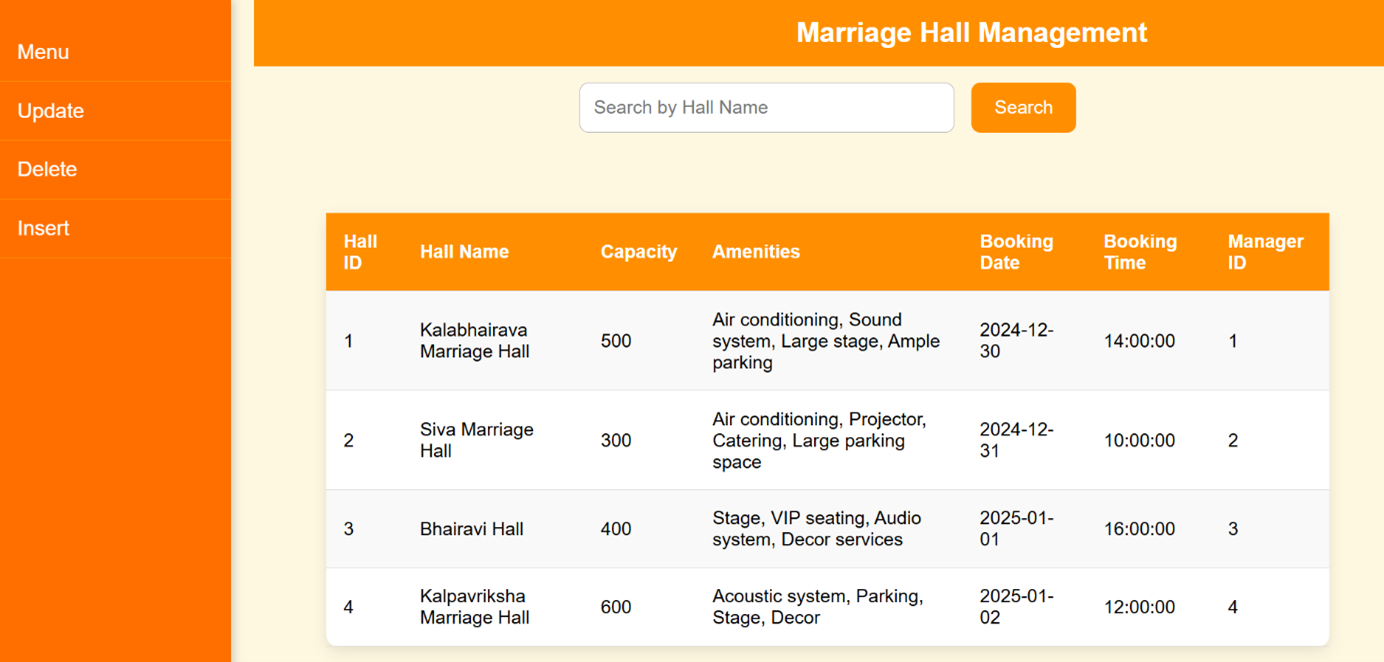 Menu
Update
Delete
Insert
Marriage Hall Management
Search by Hall Name
Search
Hall
ID
Hall Name
Capacity
Amenities
Booking
Date
Booking
Time
Manager
ID
1
Kalabhairava
Marriage Hall
500
Air conditioning, Sound
system, Large stage, Ample
parking
2024-12-
30
14:00:00
1
2
Siva Marriage
Hall
300
Air conditioning, Projector,
Catering, Large parking
space
2024-12-
31
10:00:00
2
3
Bhairavi Hall
400
Stage, VIP seating, Audio
system, Decor services
2025-01-
01
16:00:00
3
4
Kalpavriksha
Marriage Hall
600
Acoustic system, Parking,
Stage, Decor
2025-01-
02
12:00:00
4